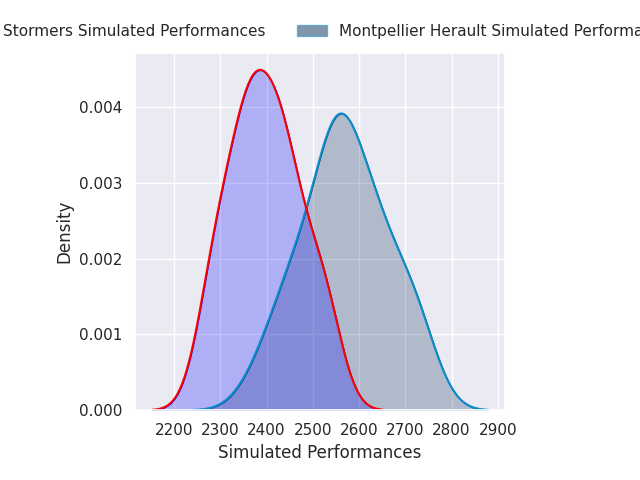 Stormers Simulated Performances Montpellier Herault Simulated Performa
0.004
0.003
Density
0.002
0.001
0.000
2200 2300 2400 2500 2600 2700 2800 2900
Simulated Performances